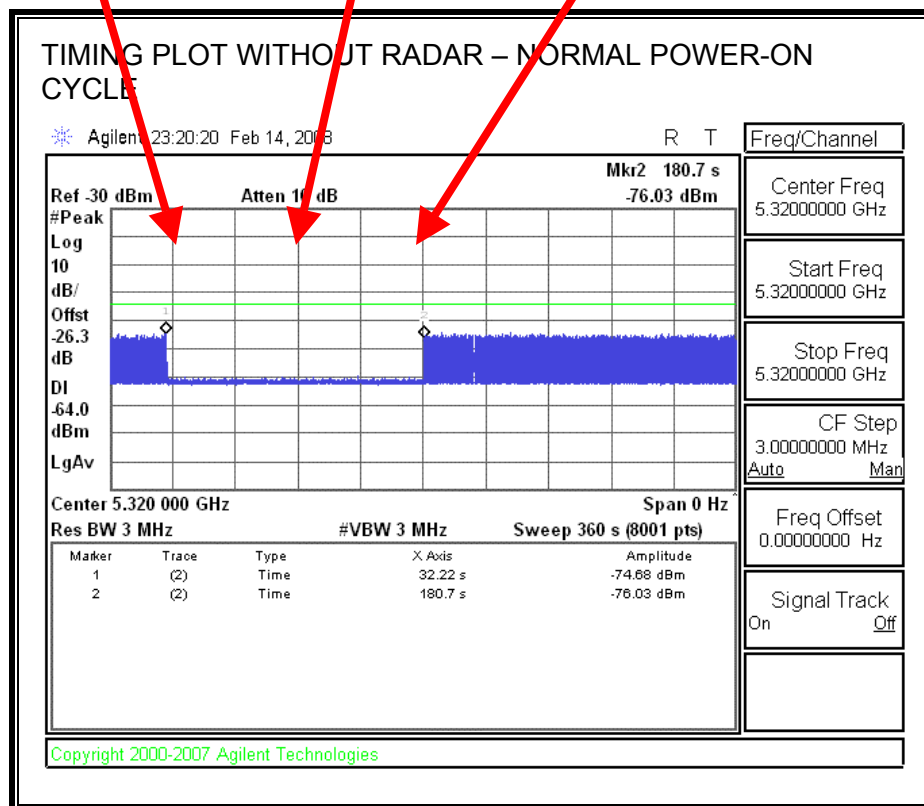 TIMING PLOT WITHOUT RADAR – NORMAL POWER-ON
CYCLE
Agilent 23:20:20 Feb 14, 2008
R T
Mkr2 180.7 s
Ref -30 dBm Atten 10 dB -76.03 dBm
#Peak
Log
10
dB/
Offst
-26.3
dB
DI
-64.0
dBm
LgAv
1
2
Center 5.320 000 GHz Span 0 Hz^
Res BW 3 MHz #VBW 3 MHz Sweep 360 s (8001 pts)
Marker Trace Type X Axis Amplitude
1 (2) Time 32.22 s -74.68 dBm
2 (2) Time 180.7 s -76.03 dBm
Freq/Channel
Center Freq
5.32000000 GHz
Start Freq
5.32000000 GHz
Stop Freq
5.32000000 GHz
CF Step
3.00000000 MHz
Auto Man
Freq Offset
0.00000000 Hz
Signal Track
On Off
Copyright 2000-2007 Agilent Technologies